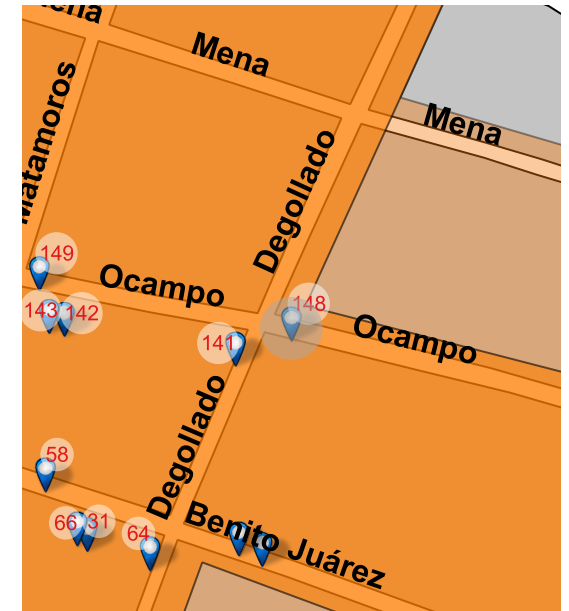 Mena
Mena
Matamoros
Degollado
149
Ocampo
143
142
148
141
Ocampo
Degollado
58
66
31
64
Benito Juárez